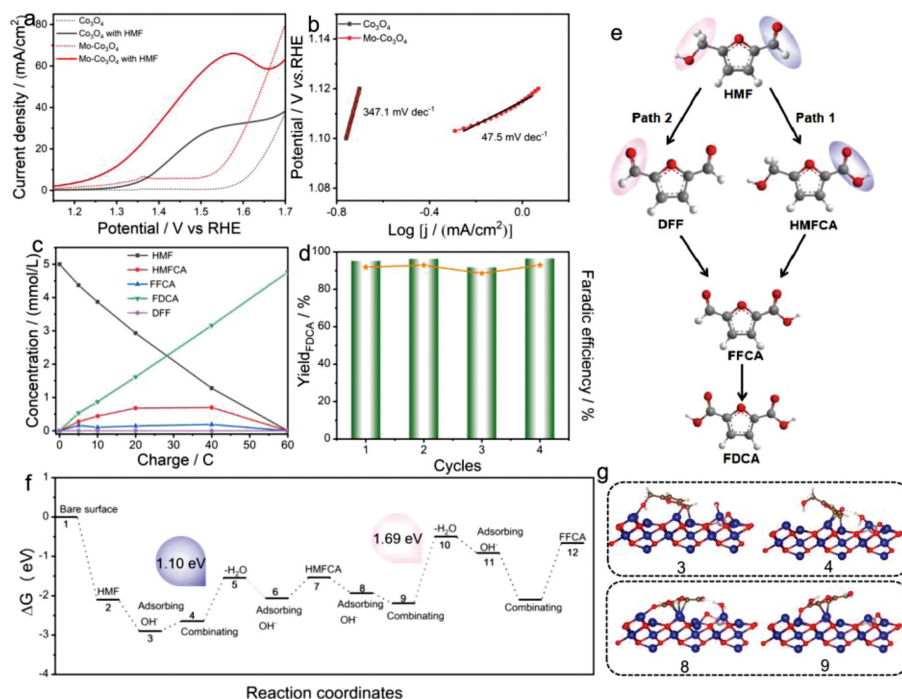 a
Co₃O₄
Co₃O₄ with HMF
Mo-Co₃O₄
Mo-Co₃O₄ with HMF
Current density / (mA/cm²)
80
60
40
20
0
1.2 1.3 1.4 1.5 1.6 1.7
Potential / V vs RHE
b
Co₃O₄
Mo-Co₃O₄
Potential / V vs.RHE
1.14
1.12
1.10
1.08
347.1 mV dec⁻¹
47.5 mV dec⁻¹
-0.8 -0.4 0.0
Log [j / (mA/cm²)]
c
HMF
HMFCA
FFCA
FDCA
DFF
Concentration / (mmol/L)
5
4
3
2
1
0
0 10 20 30 40 50 60
Charge / C
d
Yield FDCA / %
Faradic efficiency / %
100
80
60
40
20
0
1 2 3 4
Cycles
e
HMF
Path 2
Path 1
DFF
HMFCA
FFCA
FDCA
f
ΔG (eV)
1
0
-1
-2
-3
-4
Bare surface
1
HMF
2
Adsorbing
OH⁻
3
1.10 eV
4
Combinating
-H₂O
5
6
Adsorbing
OH⁻
HMFCA
7
8
Adsorbing
OH⁻
1.69 eV
9
Combinating
-H₂O
10
Adsorbing
OH⁻
11
Combinating
FFCA
12
Reaction coordinates
g
3
4
8
9